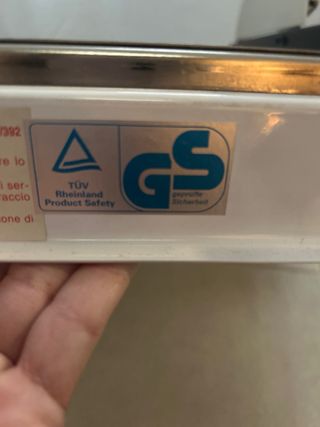 /392
re lo
i ser-
raccio
one di
TÜV
Rheinland
Product Safety
GS
geprüfte
Sicherheit